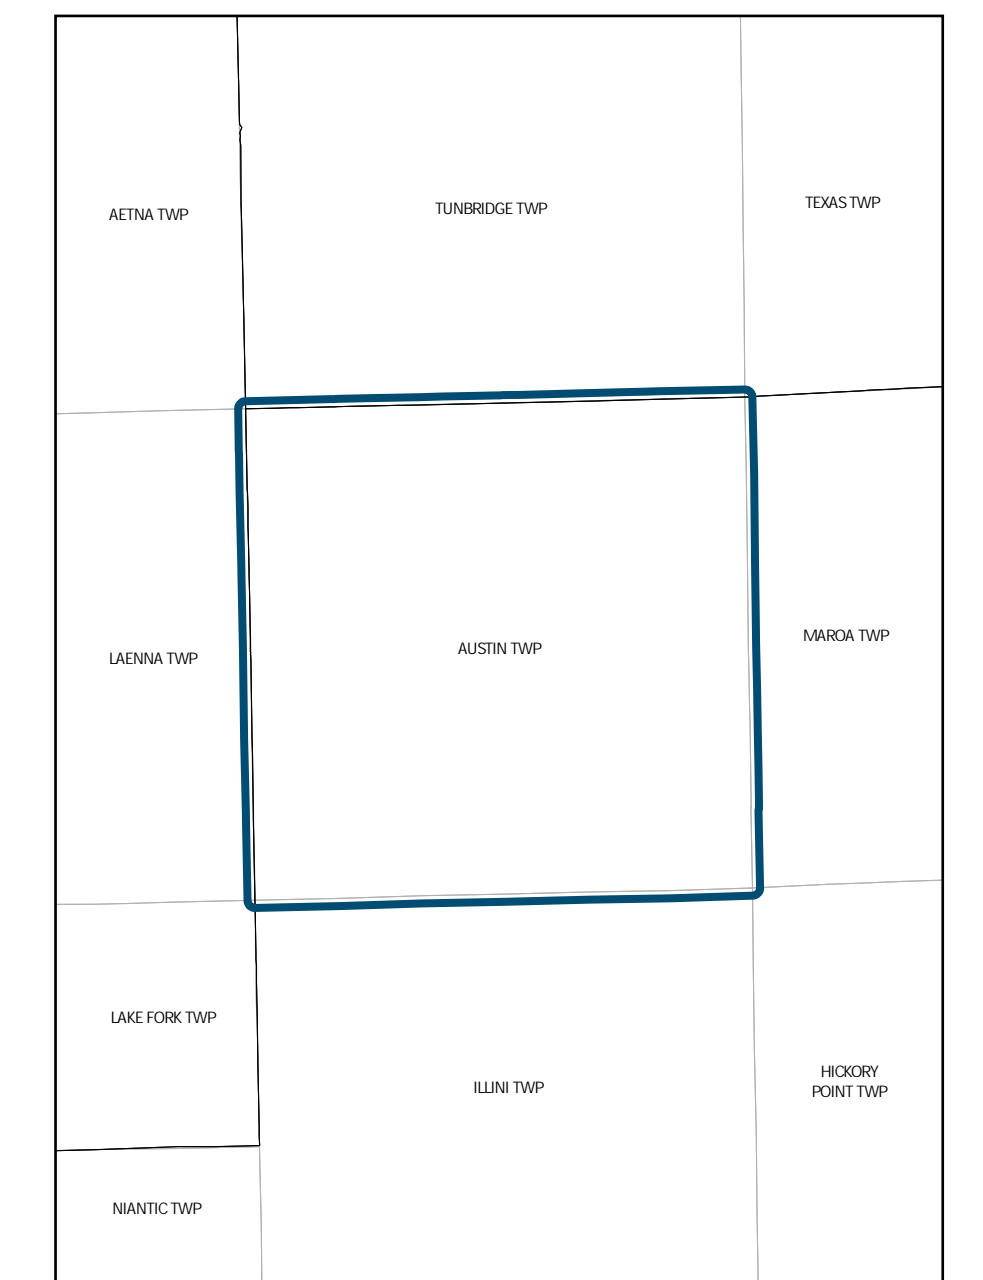 AETNA TWP
TUNBRIDGE TWP
TEXAS TWP
LAENNA TWP
AUSTIN TWP
MAROA TWP
LAKE FORK TWP
ILLINI TWP
HICKORY
POINT TWP
NIANTIC TWP